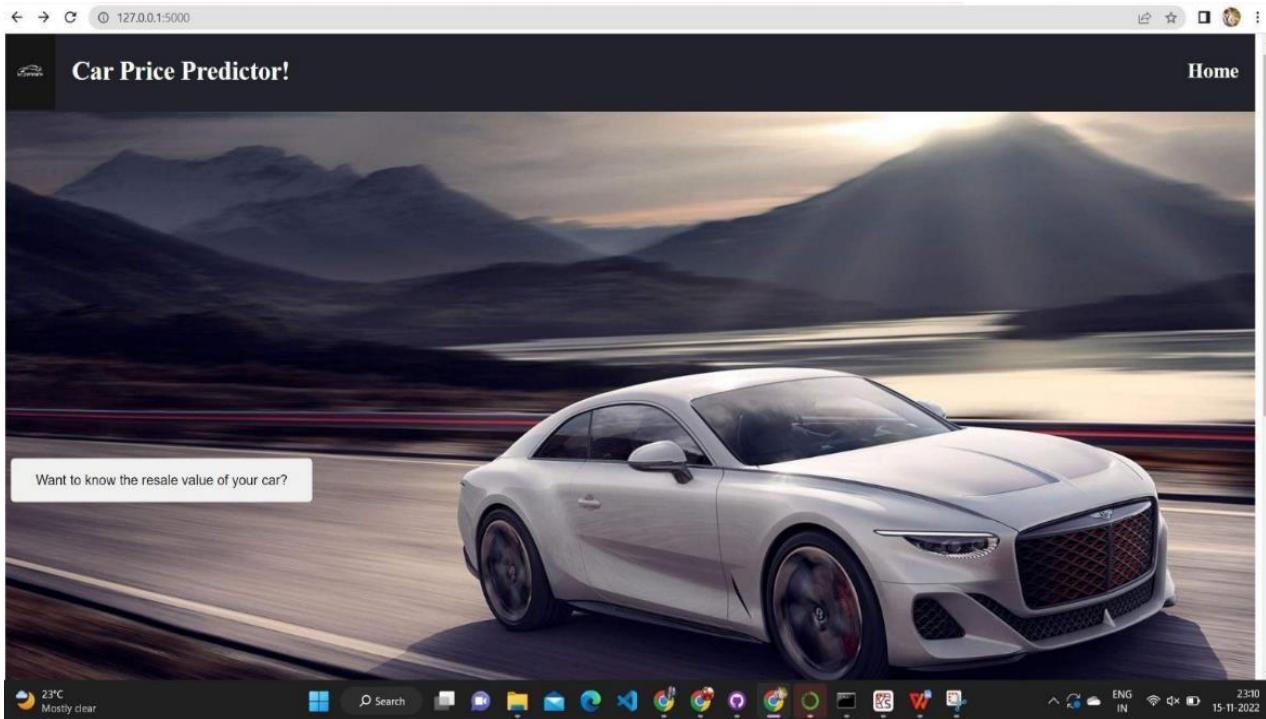 127.0.0.1:5000
Car Price Predictor!
Home
Want to know the resale value of your car?
23°C
Mostly clear
Search
ENG
IN
23:10
15-11-2022